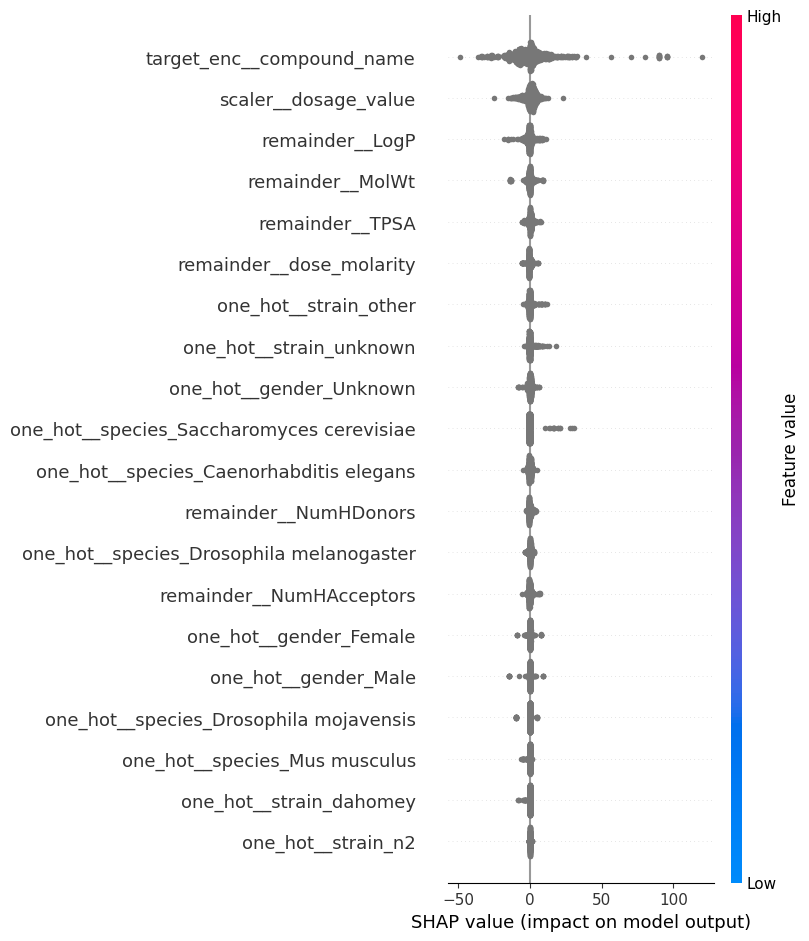 High
target_enc__compound_name
scaler__dosage_value
remainder__LogP
remainder__MolWt
remainder__TPSA
remainder__dose_molarity
one_hot__strain_other
one_hot__strain_unknown
one_hot__gender_Unknown
one_hot__species_Saccharomyces cerevisiae
one_hot__species_Caenorhabditis elegans
remainder__NumHDonors
one_hot__species_Drosophila melanogaster
remainder__NumHAcceptors
one_hot__gender_Female
one_hot__gender_Male
one_hot__species_Drosophila mojavensis
one_hot__species_Mus musculus
one_hot__strain_dahomey
one_hot__strain_n2
Feature value
Low
−50 0 50 100
SHAP value (impact on model output)